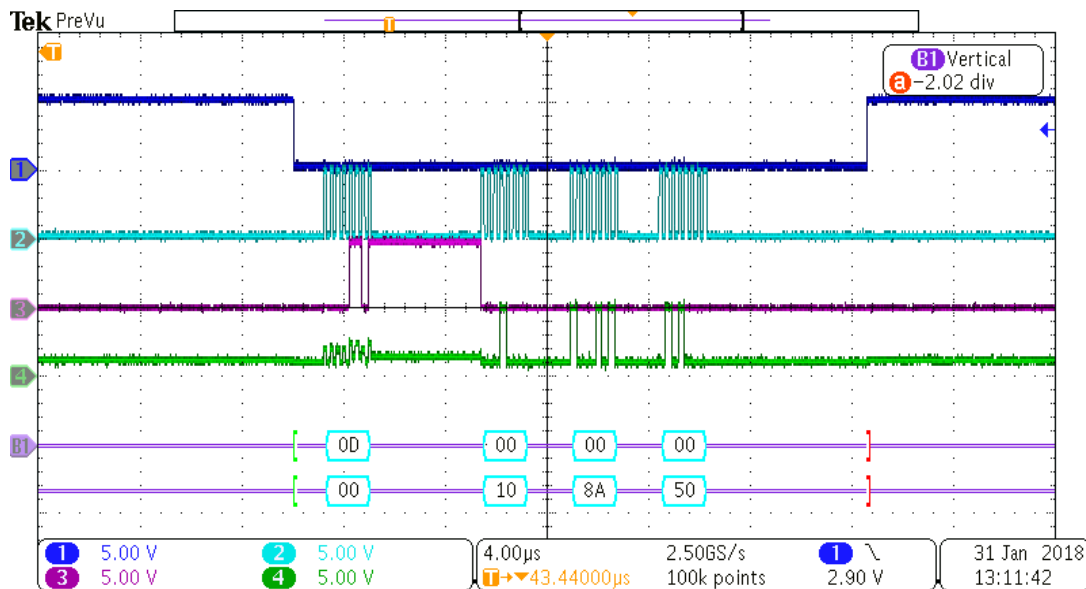 Tek PreVu
T
T
B1 Vertical
a -2.02 div
1
2
3
4
B1 0D 00 00 00
00 10 8A 50
1 5.00 V 2 5.00 V 4.00µs 2.50GS/s 1 \ 31 Jan 2018
3 5.00 V 4 5.00 V T→▼43.44000µs 100k points 2.90 V 13:11:42